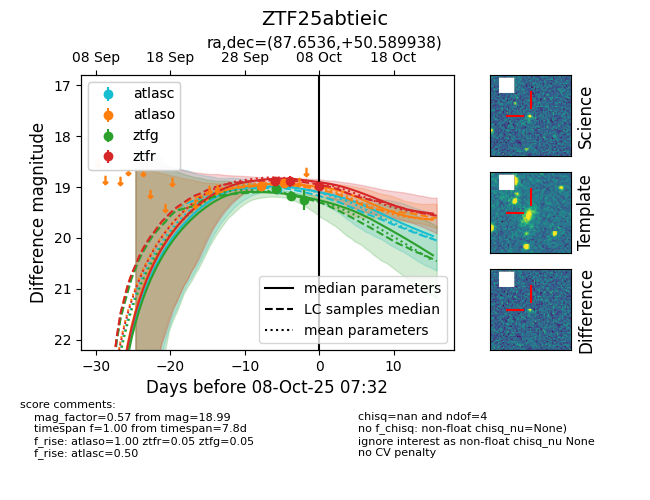 ZTF25abtieic
ra,dec=(87.6536,+50.589938)
08 Sep 18 Sep 28 Sep 08 Oct 18 Oct
17
18
19
20
21
22
Difference magnitude
atlasc
atlaso
ztfg
ztfr
median parameters
LC samples median
mean parameters
−30 −20 −10 0 10
Days before 08-Oct-25 07:32
Science
Template
Difference
score comments:
mag_factor=0.57 from mag=18.99
timespan f=1.00 from timespan=7.8d
f_rise: atlaso=1.00 ztfr=0.05 ztfg=0.05
f_rise: atlasc=0.50
chisq=nan and ndof=4
no f_chisq: non-float chisq_nu=None)
ignore interest as non-float chisq_nu None
no CV penalty